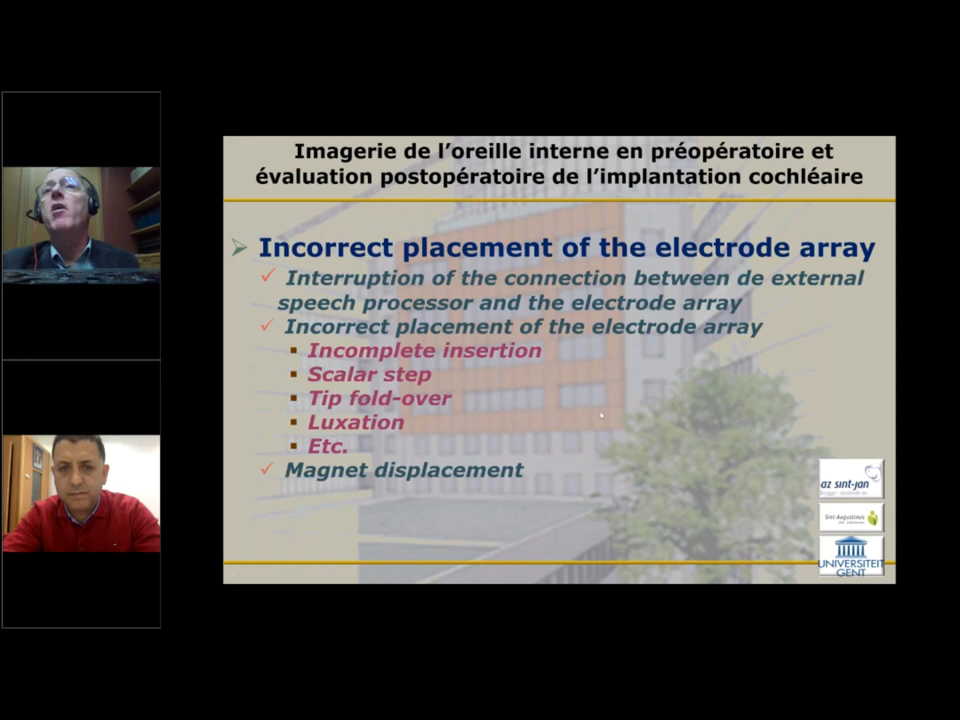 Imagerie de l’oreille interne en préopératoire et
évaluation postopératoire de l’implantation cochléaire
Incorrect placement of the electrode array
Interruption of the connection between de external
speech processor and the electrode array
Incorrect placement of the electrode array
Incomplete insertion
Scalar step
Tip fold-over
Luxation
Etc.
Magnet displacement
az sint-jan
Sint-Augustinus
UNIVERSITEIT
GENT